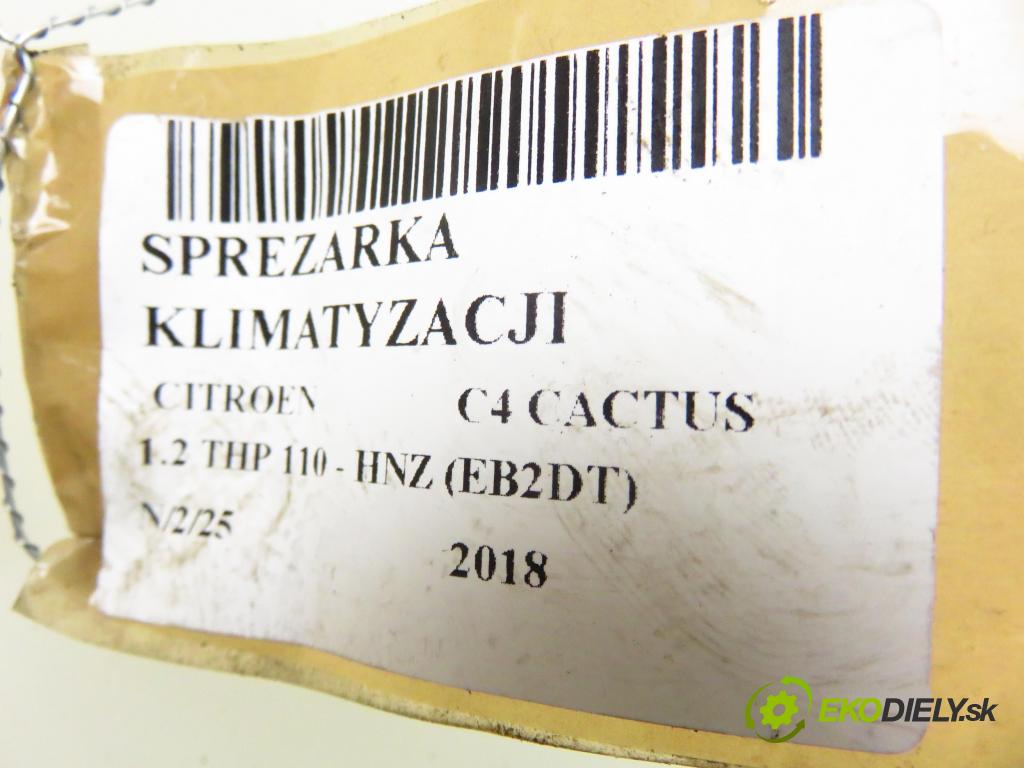 SPREZARKA
KLIMATYZACJI
CITROEN C4 CACTUS
1.2 THP 110 - HNZ (EB2DT)
N/2/25
2018
EKODIELY.sk